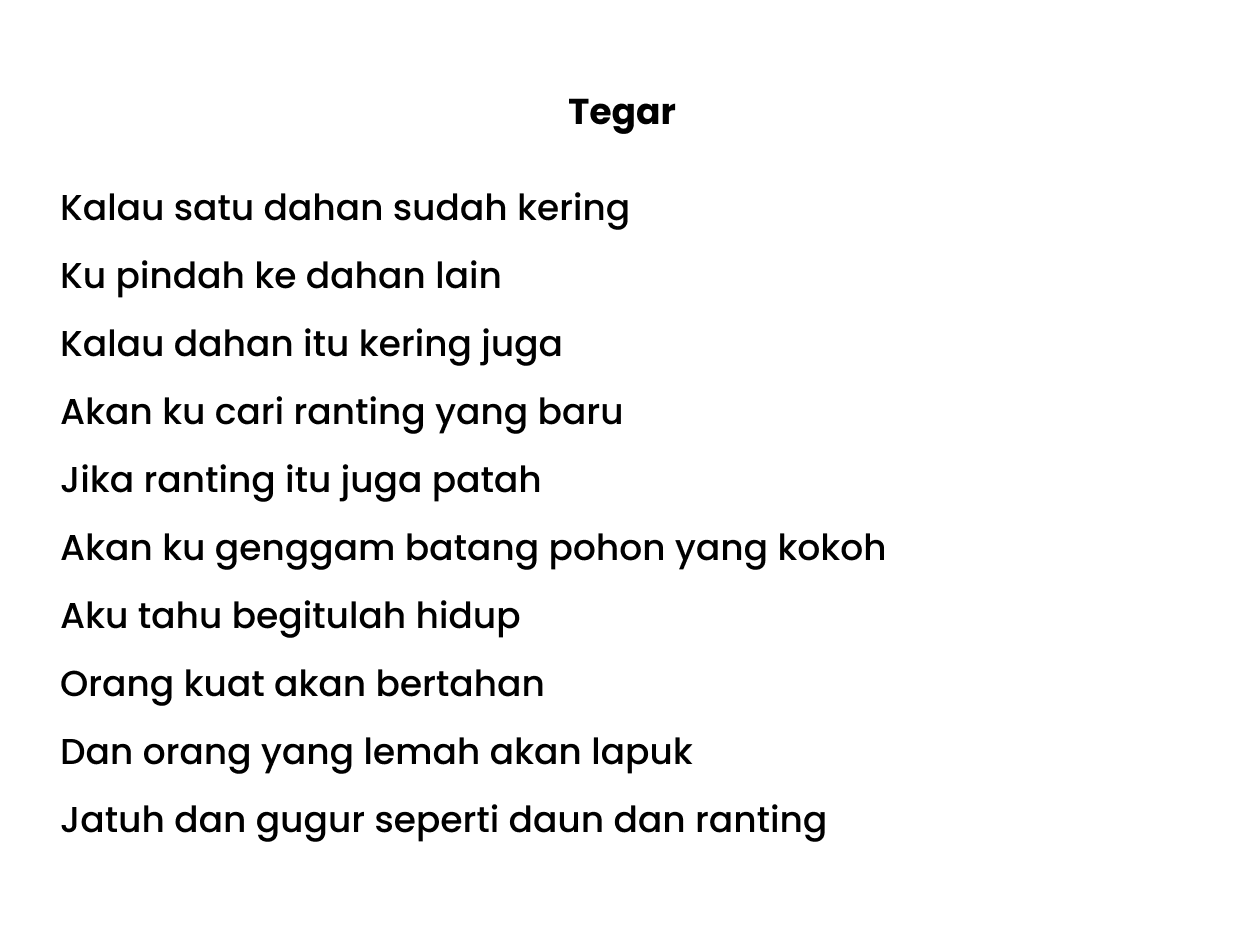 Tegar
Kalau satu dahan sudah kering
Ku pindah ke dahan lain
Kalau dahan itu kering juga
Akan ku cari ranting yang baru
Jika ranting itu juga patah
Akan ku genggam batang pohon yang kokoh
Aku tahu begitulah hidup
Orang kuat akan bertahan
Dan orang yang lemah akan lapuk
Jatuh dan gugur seperti daun dan ranting